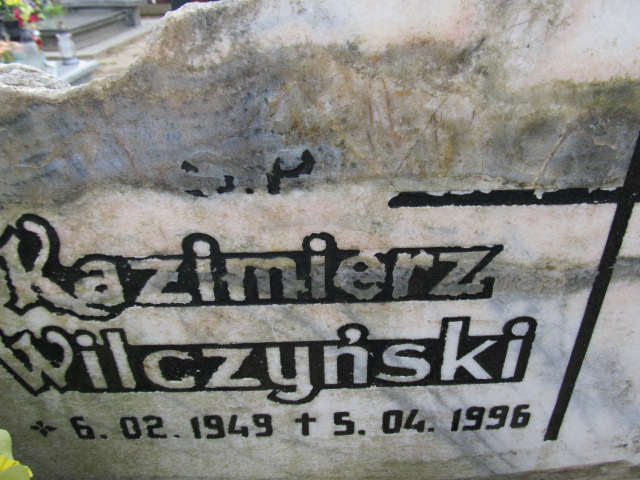 Ś.P.
Kazimierz
Wilczyński
* 6.02.1949 † 5.04.1996